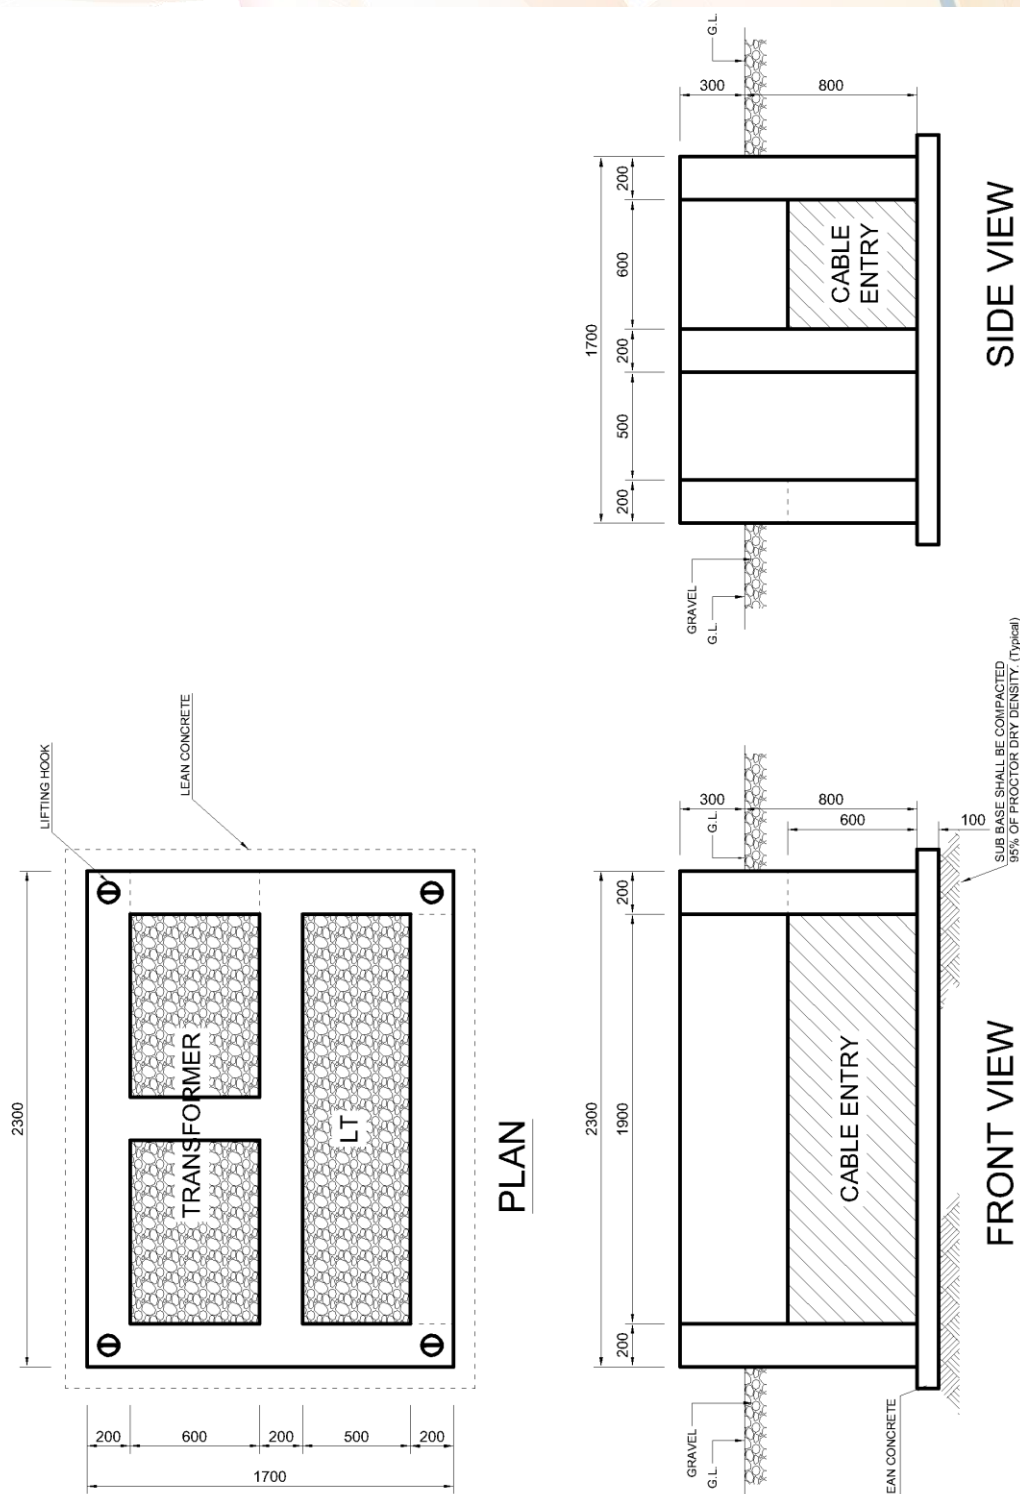 G.L
300
800
200
600
200
500
200
1700
CABLE
ENTRY
GRAVEL
G.L
SIDE VIEW
LIFTING HOOK
LEAN CONCRETE
2300
TRANSFORMER
LT
200
600
200
500
200
1700
PLAN
300
G.L
800
600
100
SUB BASE SHALL BE COMPACTED
95% OF PROCTOR DRY DENSITY. (Typical)
200
2300
1900
200
CABLE ENTRY
GRAVEL
G.L
EAN CONCRETE
FRONT VIEW